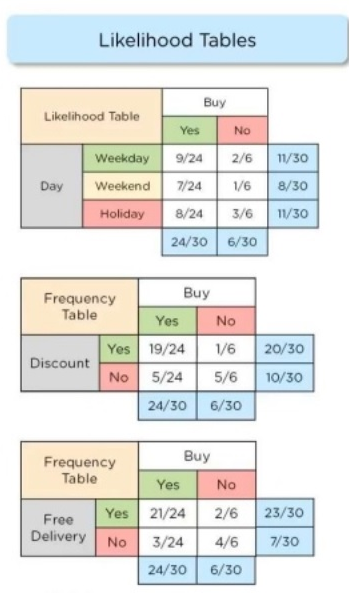 Likelihood Tables
Likelihood Table Buy
Yes No
Day Weekday 9/24 2/6 11/30
Weekend 7/24 1/6 8/30
Holiday 8/24 3/6 11/30
24/30 6/30
Frequency Table Buy
Yes No
Discount Yes 19/24 1/6 20/30
No 5/24 5/6 10/30
24/30 6/30
Frequency Table Buy
Yes No
Free Delivery Yes 21/24 2/6 23/30
No 3/24 4/6 7/30
24/30 6/30